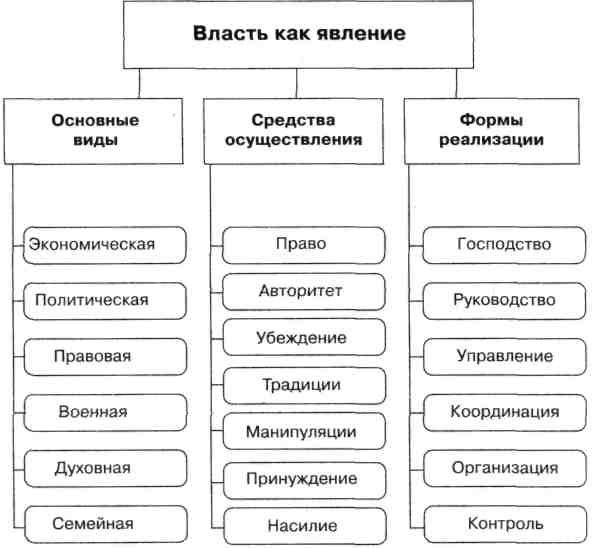 Власть как явление
Основные
виды
Экономическая
Политическая
Правовая
Военная
Духовная
Семейная
Средства
осуществления
Право
Авторитет
Убеждение
Традиции
Манипуляции
Принуждение
Насилие
Формы
реализации
Господство
Руководство
Управление
Координация
Организация
Контроль